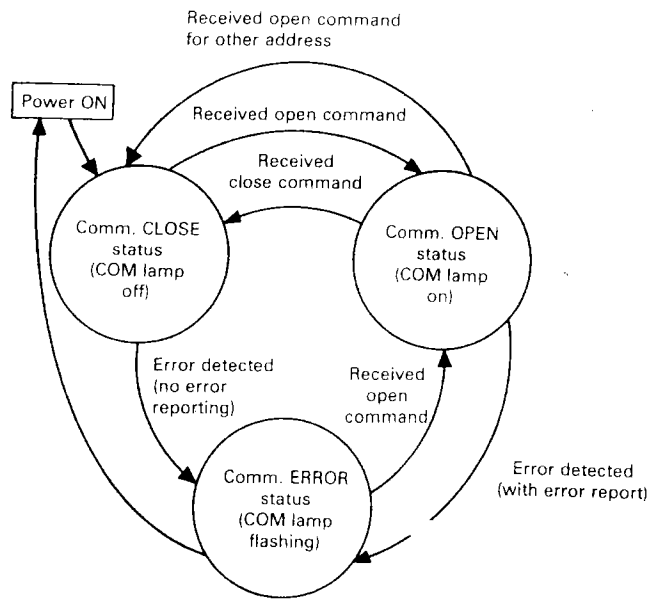 Received open command
for other address
Power ON
Received open command
Received
close command
Comm. CLOSE
status
(COM lamp
off)
Comm. OPEN
status
(COM lamp
on)
Error detected
(no error
reporting)
Received
open
command
Comm. ERROR
status
(COM lamp
flashing)
Error detected
(with error report)